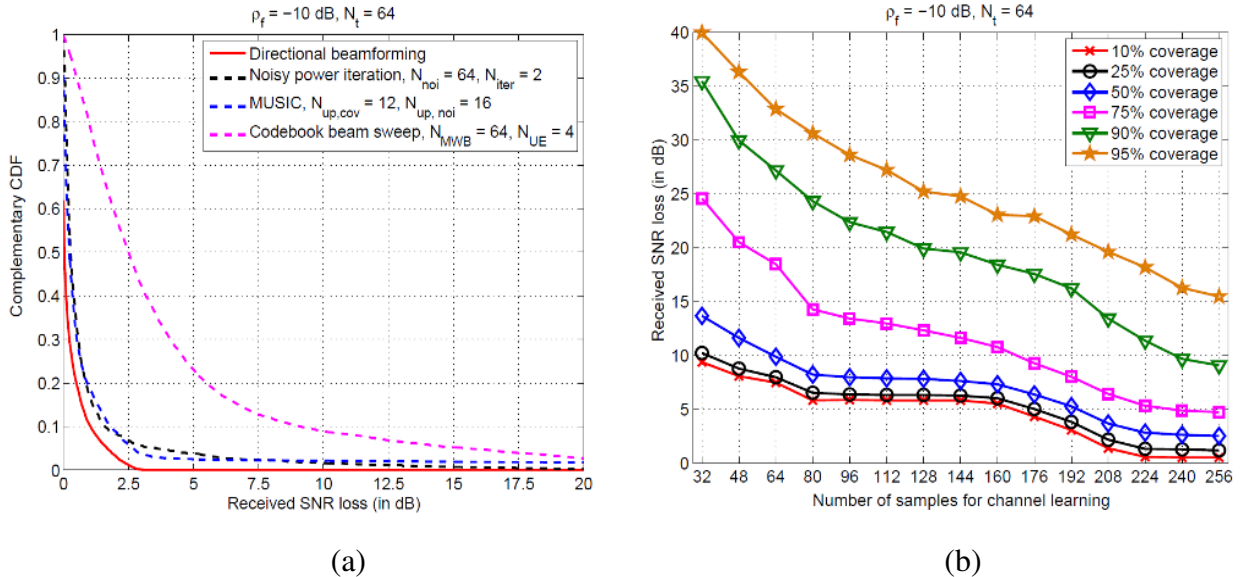 ρf = −10 dB, Nt = 64
Complementary CDF
1
0.9
0.8
0.7
0.6
0.5
0.4
0.3
0.2
0.1
0
Directional beamforming
Noisy power iteration, Nnoi = 64, Niter = 2
MUSIC, Nup,cov = 12, Nup, noi = 16
Codebook beam sweep, NMWB = 64, NUE = 4
0 2.5 5 7.5 10 12.5 15 17.5 20
Received SNR loss (in dB)
(a)
ρf = −10 dB, Nt = 64
Received SNR loss (in dB)
40
35
30
25
20
15
10
5
0
10% coverage
25% coverage
50% coverage
75% coverage
90% coverage
95% coverage
32 48 64 80 96 112 128 144 160 176 192 208 224 240 256
Number of samples for channel learning
(b)